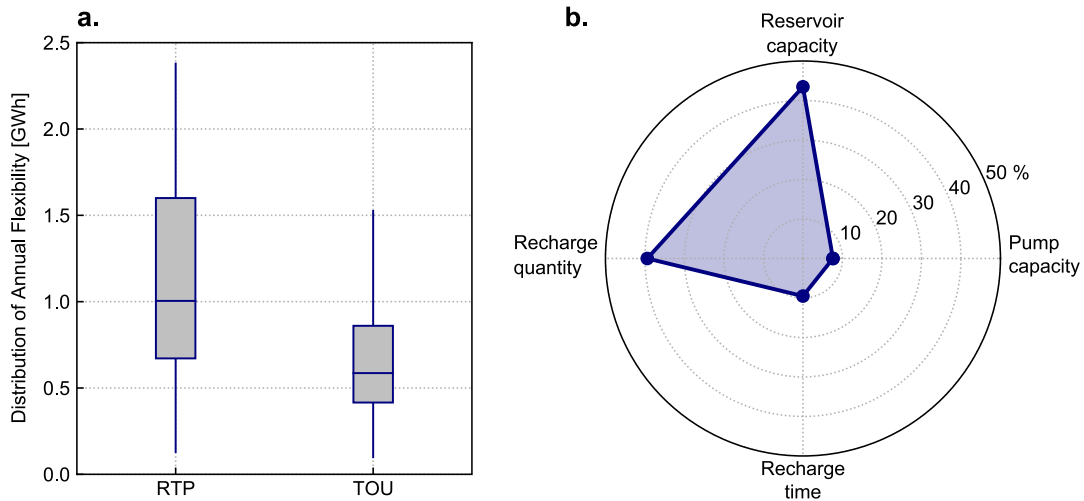 a.
Distribution of Annual Flexibility [GWh]
2.5
2.0
1.5
1.0
0.5
0.0
RTP
TOU
b.
Reservoir
capacity
50 %
40
30
20
10
Recharge
quantity
Pump
capacity
Recharge
time